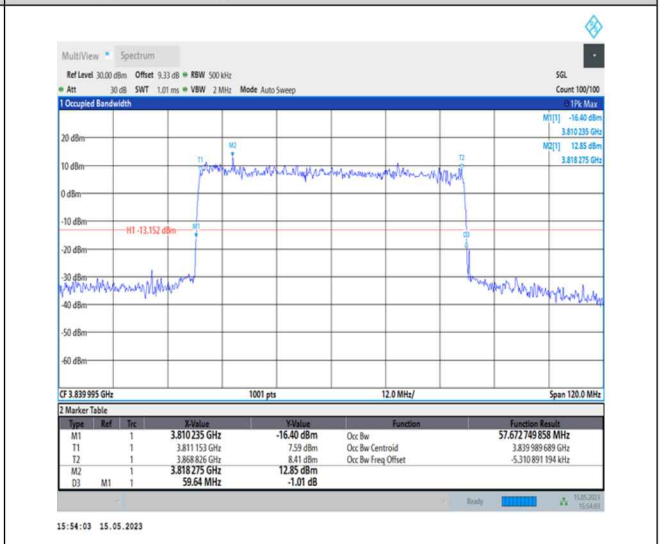 MultiView Spectrum
Ref Level 30.00 dBm Offset 9.33 dB RBW 500 kHz SGL
Att 30 dB SWT 1.01 ms VBW 2 MHz Mode Auto Sweep Count 100/100
1 Occupied Bandwidth 1Pk Max
M1[1] -16.40 dBm
3.810 235 GHz
M2[1] 12.85 dBm
3.818 275 GHz
20 dBm
M2
T1
T2
10 dBm
0 dBm
-10 dBm
H1 -13.152 dBm
M1
D3
-20 dBm
-30 dBm
-40 dBm
-50 dBm
-60 dBm
CF 3.839 995 GHz 1001 pts 12.0 MHz/ Span 120.0 MHz
2 Marker Table
Type Ref Trc X-Value Y-Value Function Function Result
M1 1 3.810 235 GHz -16.40 dBm Occ Bw 57.672 749 858 MHz
T1 1 3.811 153 GHz 7.59 dBm Occ Bw Centroid 3.839 989 689 GHz
T2 1 3.868 826 GHz 8.41 dBm Occ Bw Freq Offset -5.310 891 194 kHz
M2 1 3.818 275 GHz 12.85 dBm
D3 M1 1 59.64 MHz -1.01 dB
Ready 15.05.2023
15:54:03
15:54:03 15.05.2023